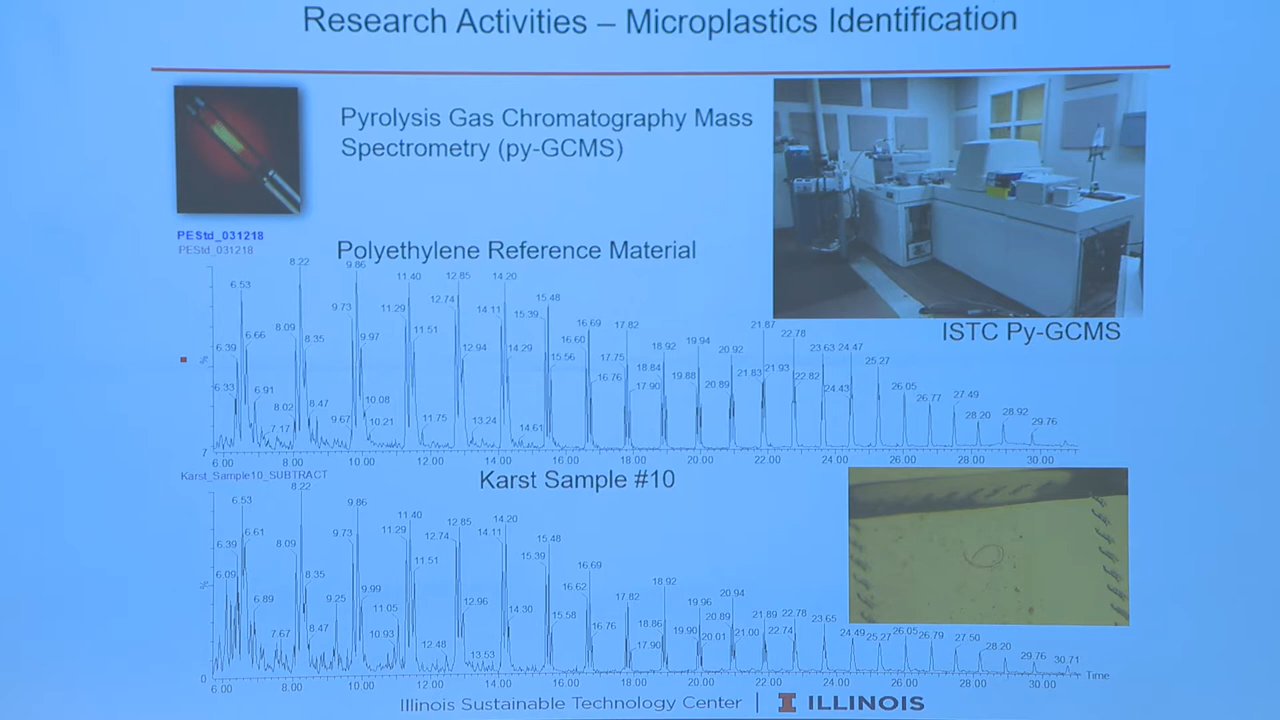 Research Activities – Microplastics Identification
Pyrolysis Gas Chromatography Mass
Spectrometry (py-GCMS)
PEStd_031218
PEStd_031218
Polyethylene Reference Material
ISTC Py-GCMS
%
6.33 6.39 6.53 6.66 6.91 7.17 8.02 8.09 8.22 8.35 8.47 9.67 9.73 9.86 9.97 10.08 10.21 11.29 11.40 11.51 11.75 12.74 12.85 12.94 13.24 14.11 14.20 14.29 14.61 15.39 15.48 15.56 16.60 16.69 16.76 17.75 17.82 17.90 18.84 18.92 19.88 19.94 20.89 20.92 21.83 21.87 21.93 22.78 22.82 23.63 24.43 24.47 25.27 26.05 26.77 27.49 28.20 28.92 29.76
7
6.00 8.00 10.00 12.00 14.00 16.00 18.00 20.00 22.00 24.00 26.00 28.00 30.00
Karst_Sample10_SUBTRACT
Karst Sample #10
%
6.09 6.39 6.53 6.61 6.89 7.67 8.09 8.22 8.35 8.47 9.25 9.73 9.86 9.99 10.93 11.05 11.29 11.40 11.51 12.48 12.74 12.85 12.96 13.53 14.11 14.20 14.30 15.39 15.48 15.58 16.62 16.69 16.76 17.82 17.90 18.86 18.92 19.90 19.96 20.01 20.89 20.94 21.00 21.89 22.74 22.78 23.65 24.49 25.27 26.05 26.79 27.50 28.20 29.76 30.71
0
6.00 8.00 10.00 12.00 14.00 16.00 18.00 20.00 22.00 24.00 26.00 28.00 30.00 Time
Illinois Sustainable Technology Center | I ILLINOIS